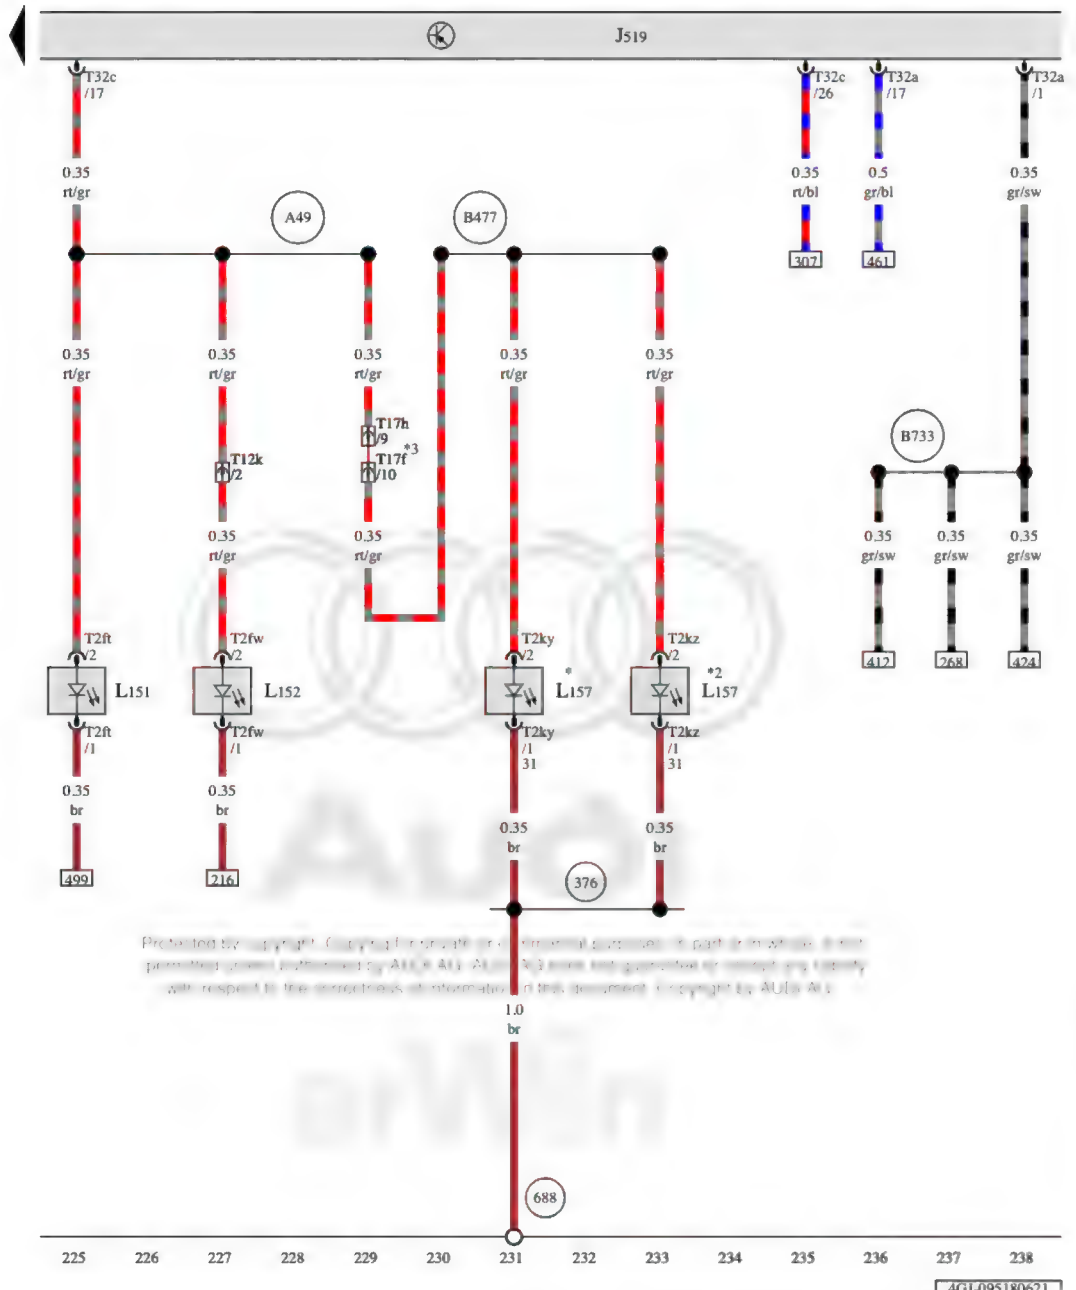 J519
T32c /17
T32c /26
T32a /17
T32a /1
0.35 rt/gr
0.35 rt/bl
0.5 gr/bl
0.35 gr/sw
A49
B477
307
461
0.35 rt/gr
0.35 rt/gr
0.35 rt/gr
0.35 rt/gr
0.35 rt/gr
T17h /9
*3
T17f /10
T12k /2
B733
0.35 rt/gr
0.35 rt/gr
0.35 gr/sw
0.35 gr/sw
0.35 gr/sw
T2ft /2
T2fw /2
T2ky /2
T2kz /2
412
268
424
L151
L152
* L157
*2 L157
T2ft /1
T2fw /1
T2ky /1 31
T2kz /1 31
0.35 br
0.35 br
0.35 br
0.35 br
499
216
376
Audi
1.0 br
erWin
688
225 226 227 228 229 230 231 232 233 234 235 236 237 238